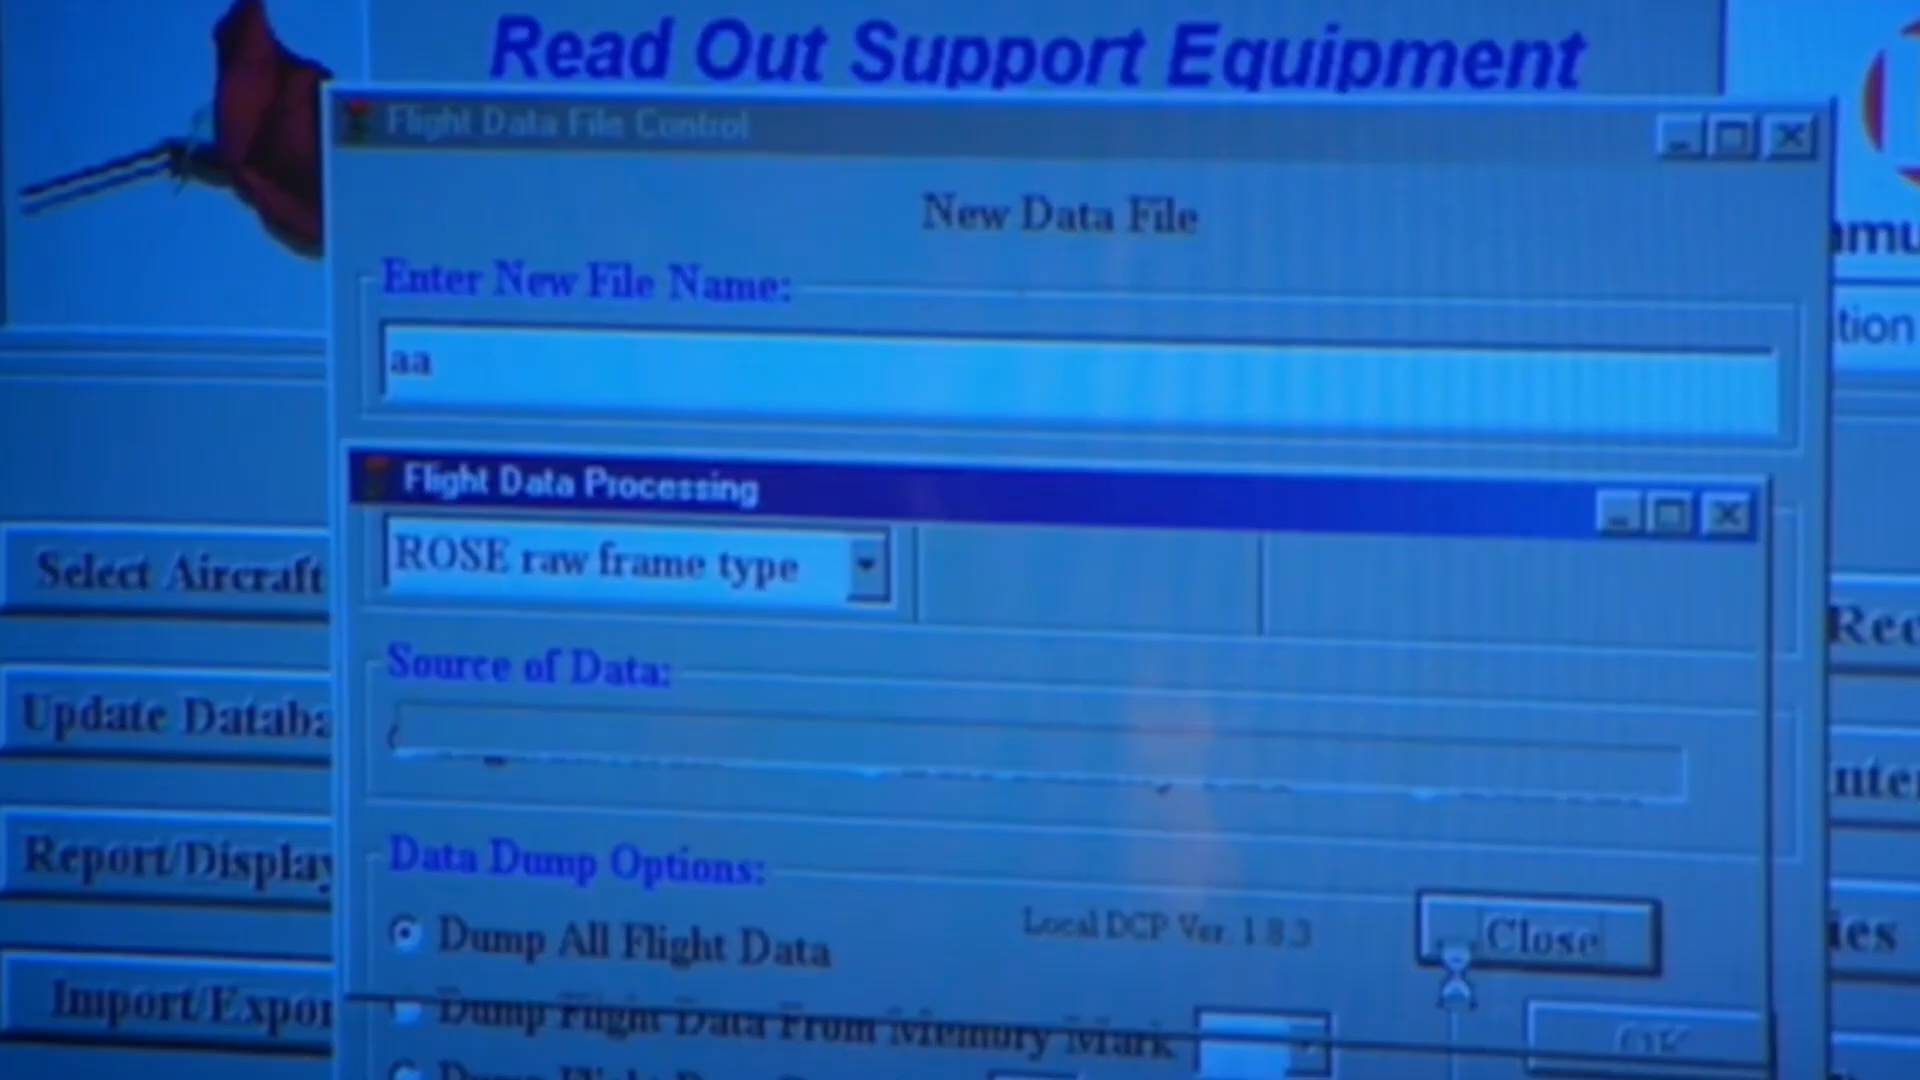 Read Out Support Equipment
Flight Data File Control
New Data File
Enter New File Name:
aa
Flight Data Processing
ROSE raw frame type
Source of Data:
Data Dump Options:
Dump All Flight Data
Local DCP Ver. 1.8.3
Close
Dump Flight Data From Memory Mark
OK
Select Aircraft
Update Databa
Report/Display
Import/Expor
mu
tion
Rec
nter
ies